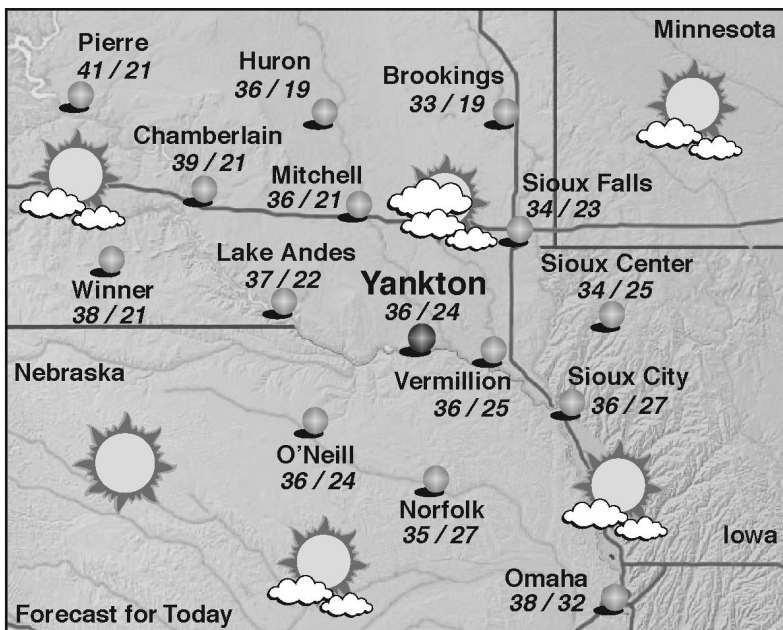 Pierre
41 / 21
Huron
36 / 19
Brookings
33 / 19
Minnesota
Chamberlain
39 / 21
Mitchell
36 / 21
Sioux Falls
34 / 23
Winner
38 / 21
Lake Andes
37 / 22
Yankton
36 / 24
Sioux Center
34 / 25
Nebraska
Vermillion
36 / 25
Sioux City
36 / 27
O'Neill
36 / 24
Norfolk
35 / 27
Iowa
Omaha
38 / 32
Forecast for Today